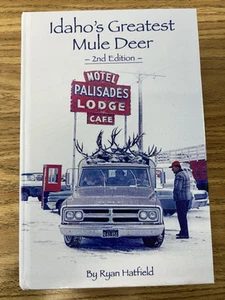 Idaho's Greatest
Mule Deer
– 2nd Edition –
MOTEL
PALISADES
LODGE
CAFE
By Ryan Hatfield